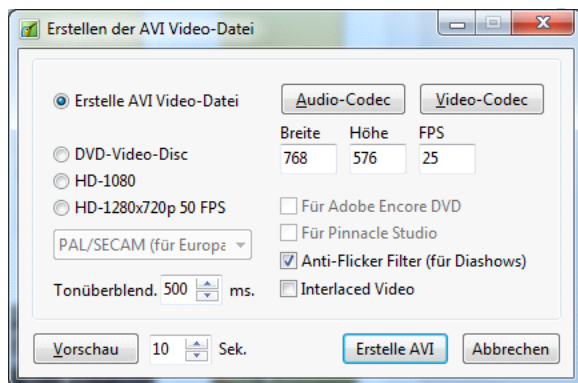 Erstellen der AVI Video-Datei
Erstelle AVI Video-Datei
Audio-Codec Video-Codec
Breite Höhe FPS
768 576 25
DVD-Video-Disc
HD-1080
HD-1280x720p 50 FPS
Für Adobe Encore DVD
Für Pinnacle Studio
PAL/SECAM (für Europa
Anti-Flicker Filter (für Diashows)
Tonüberblend. 500 ms.
Interlaced Video
Vorschau 10 Sek. Erstelle AVI Abbrechen